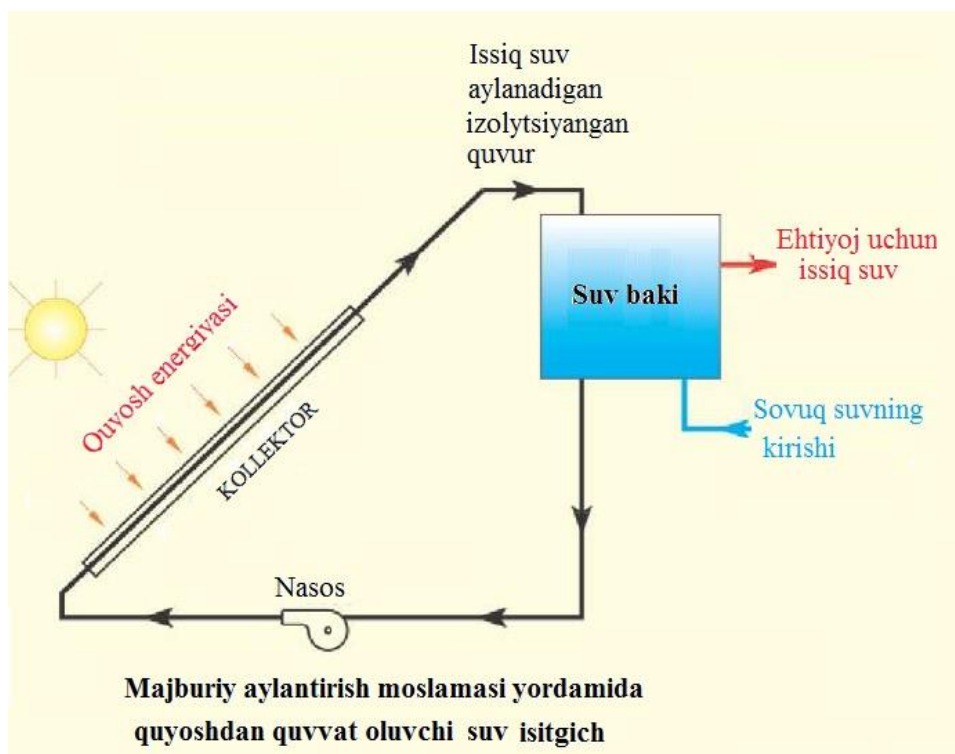 Issiq suv
aylanadigan
izolytsiyangan
quvur
Ehtiyoj uchun
issiq suv
Suv baki
Quyosh energiyasi
KOLLEKTOR
Sovuq suvning
kirishi
Nasos
Majburiy aylantirish moslamasi yordamida
quyoshdan quvvat oluvchi suv isitgich